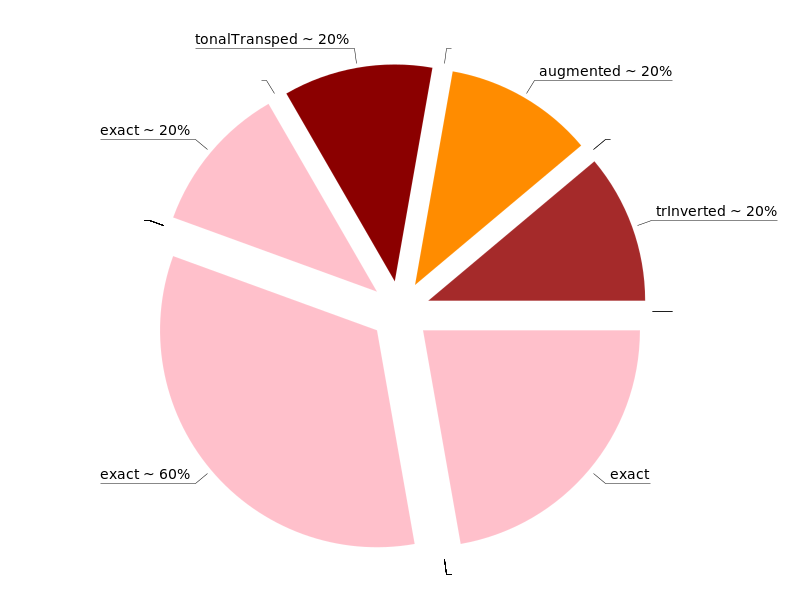 tonalTransped ~ 20%
augmented ~ 20%
exact ~ 20%
trInverted ~ 20%
exact ~ 60%
exact